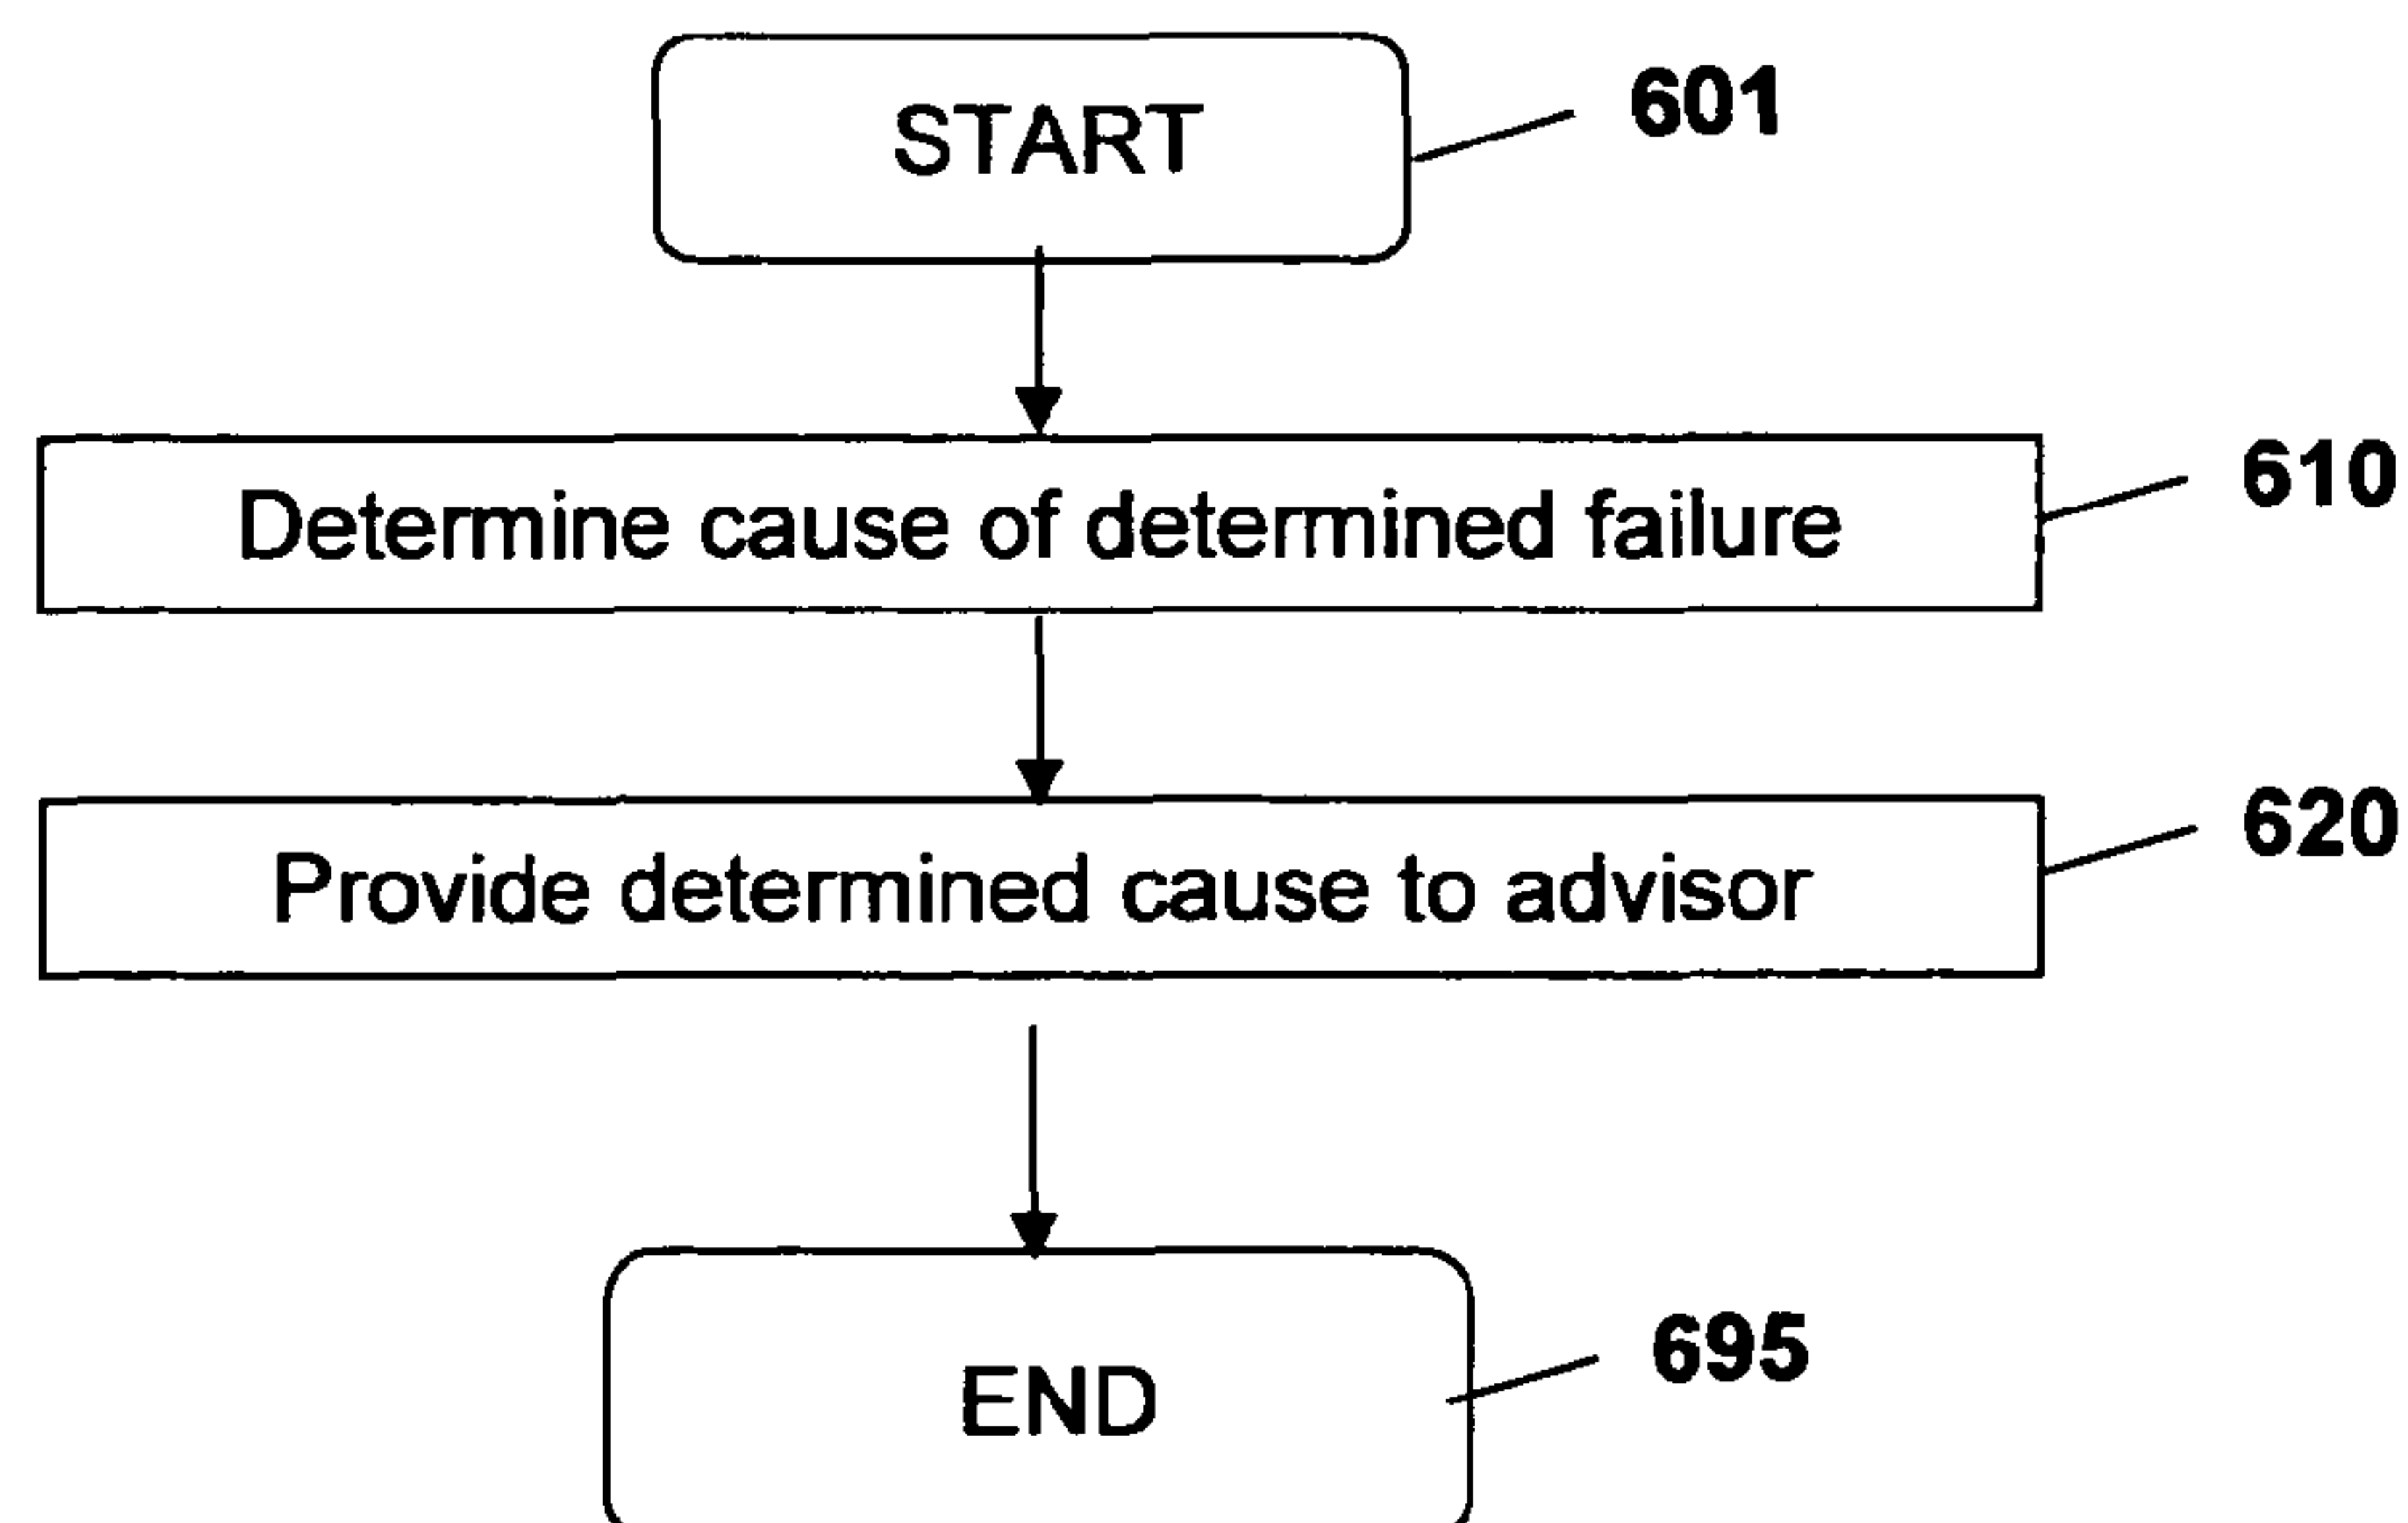 START 601
Determine cause of determined failure 610
Provide determined cause to advisor 620
END 695